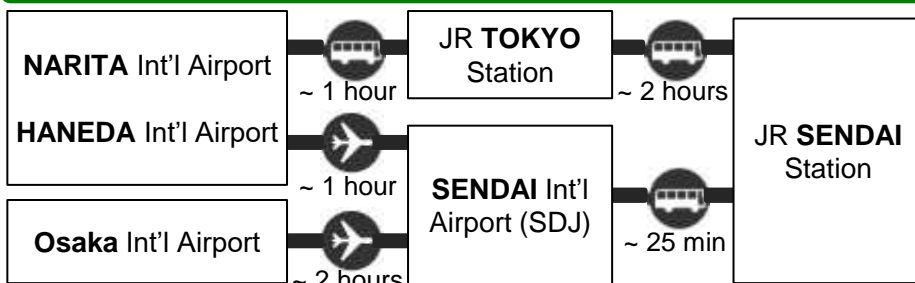 NARITA Int'l Airport
HANEDA Int'l Airport
~ 1 hour
JR TOKYO
Station
~ 2 hours
~ 1 hour
SENDAI Int'l
Airport (SDJ)
~ 25 min
JR SENDAI
Station
Osaka Int'l Airport
~ 2 hours